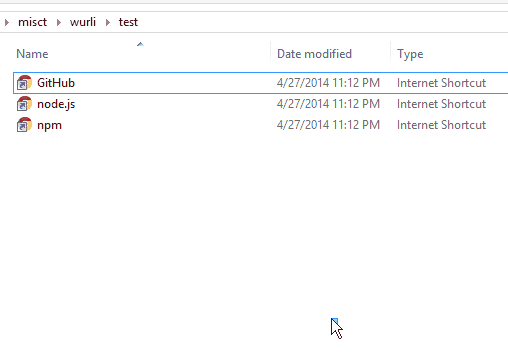 misct wurli test
Name Date modified Type
GitHub 4/27/2014 11:12 PM Internet Shortcut
node.js 4/27/2014 11:12 PM Internet Shortcut
npm 4/27/2014 11:12 PM Internet Shortcut